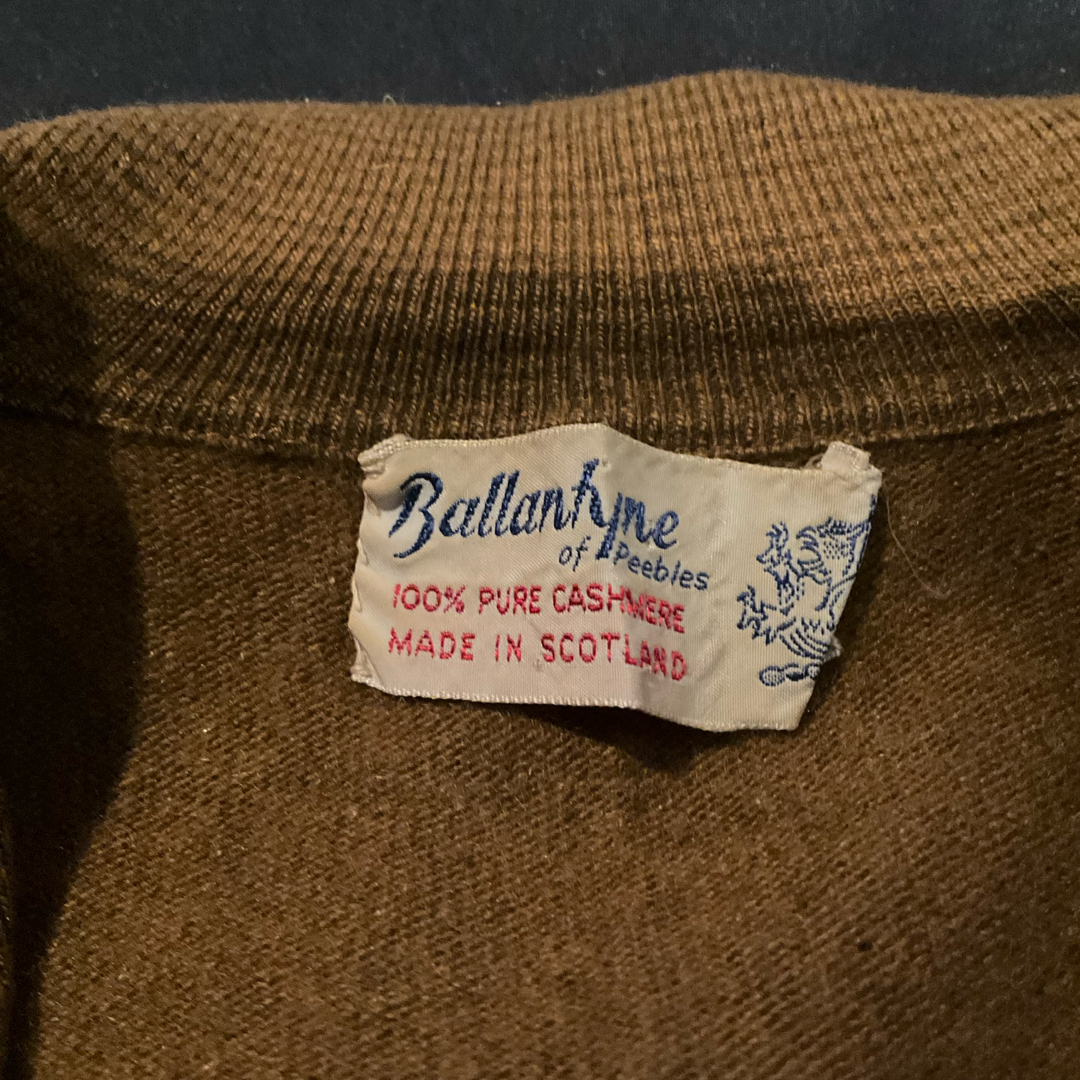 Ballantyne
of Peebles
100% PURE CASHMERE
MADE IN SCOTLAND